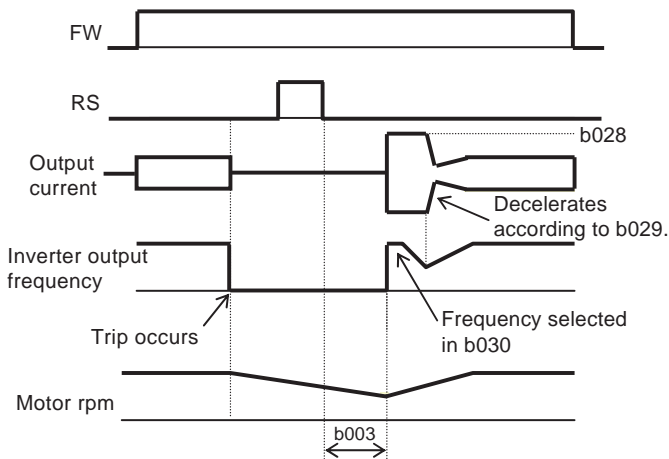 FW
RS
b028
Output
current
Decelerates
according to b029.
Inverter output
frequency
Trip occurs
Frequency selected
in b030
Motor rpm
b003